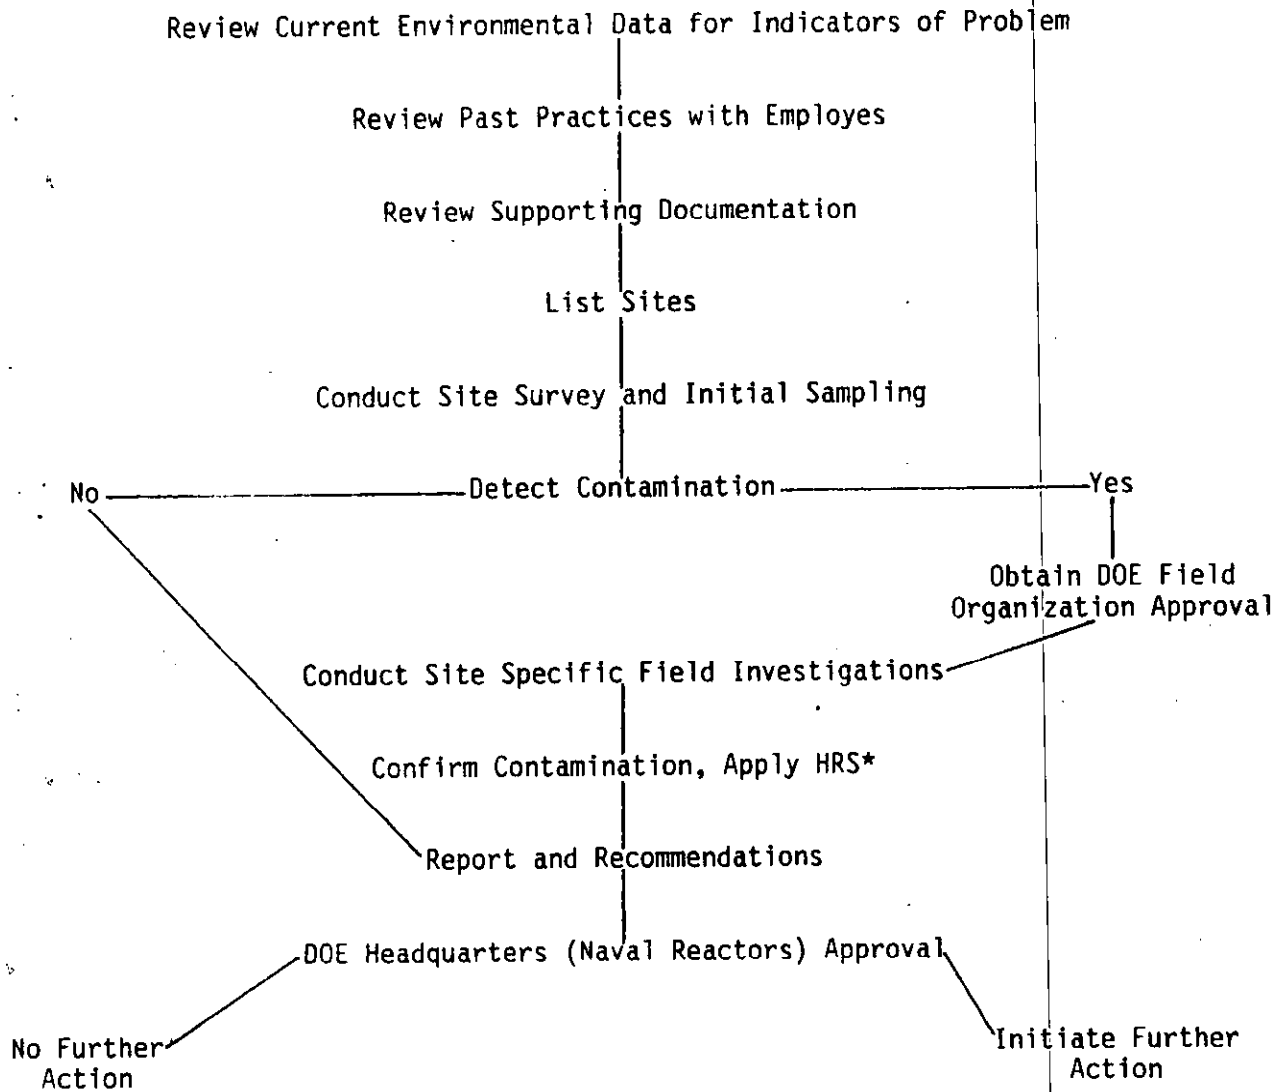 Review Current Environmental Data for Indicators of Problem
Review Past Practices with Employes
Review Supporting Documentation
List Sites
Conduct Site Survey and Initial Sampling
No Detect Contamination Yes
Obtain DOE Field
Organization Approval
Conduct Site Specific Field Investigations
Confirm Contamination, Apply HRS*
Report and Recommendations
DOE Headquarters (Naval Reactors) Approval
No Further
Action
Initiate Further
Action